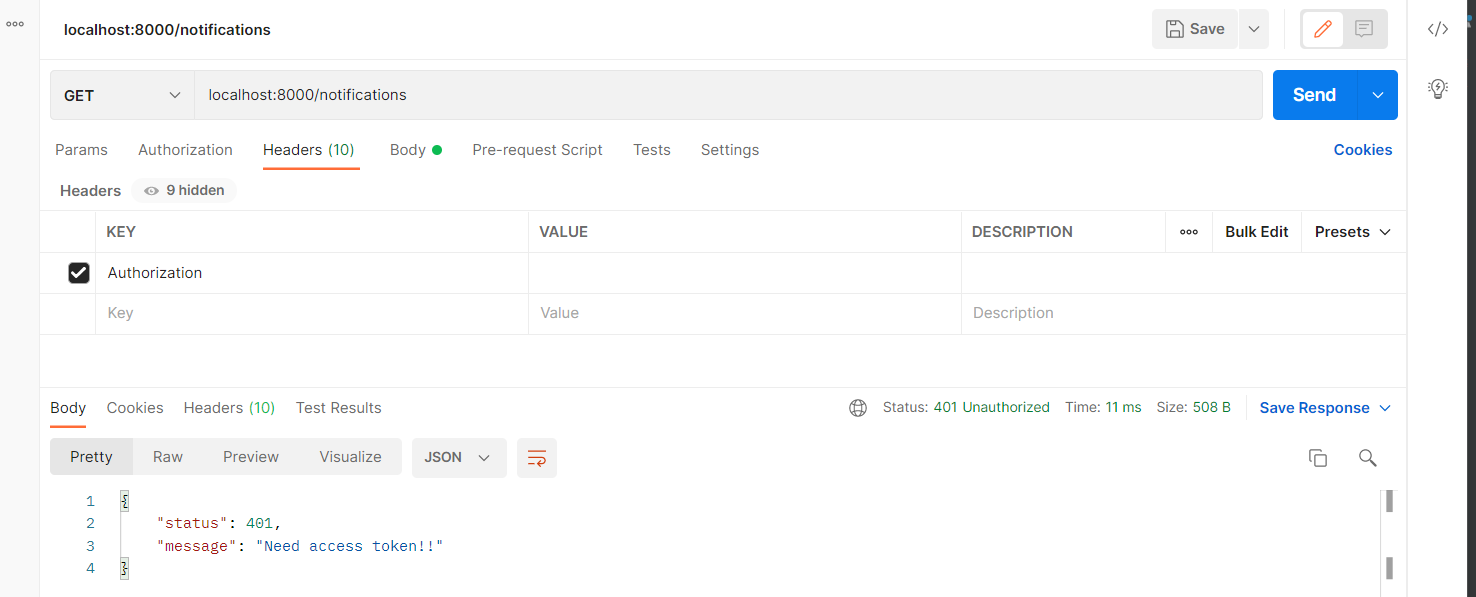 localhost:8000/notifications
Save
GET
localhost:8000/notifications
Send
Params Authorization Headers (10) Body Pre-request Script Tests Settings Cookies
Headers 9 hidden
KEY VALUE DESCRIPTION Bulk Edit Presets
Authorization
Key Value Description
Body Cookies Headers (10) Test Results Status: 401 Unauthorized Time: 11 ms Size: 508 B Save Response
Pretty Raw Preview Visualize JSON
1 {
2 "status": 401,
3 "message": "Need access token!!"
4 }